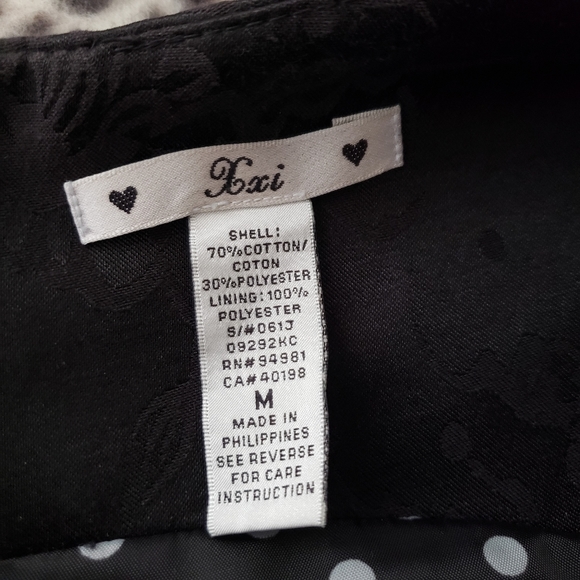 Xxi
SHELL:
70%COTTON/
COTON
30%POLYESTER
LINING:100%
POLYESTER
S/#061J
09292KC
RN#94981
CA#40198
M
MADE IN
PHILIPPINES
SEE REVERSE
FOR CARE
INSTRUCTION